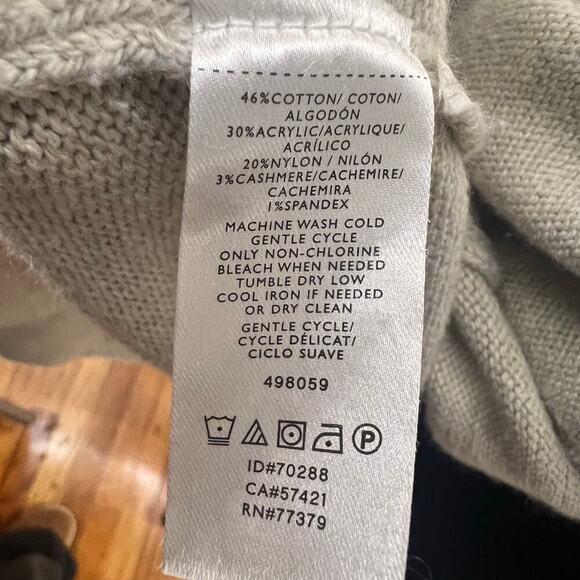 46%COTTON/ COTON/
ALGODÓN
30%ACRYLIC/ACRYLIQUE/
ACRÍLICO
20%NYLON / NILÓN
3%CASHMERE/CACHEMIRE/
CACHEMIRA
1%SPANDEX
MACHINE WASH COLD
GENTLE CYCLE
ONLY NON-CHLORINE
BLEACH WHEN NEEDED
TUMBLE DRY LOW
COOL IRON IF NEEDED
OR DRY CLEAN
GENTLE CYCLE/
CYCLE DÉLICAT/
CICLO SUAVE
498059
P
ID#70288
CA#57421
RN#77379